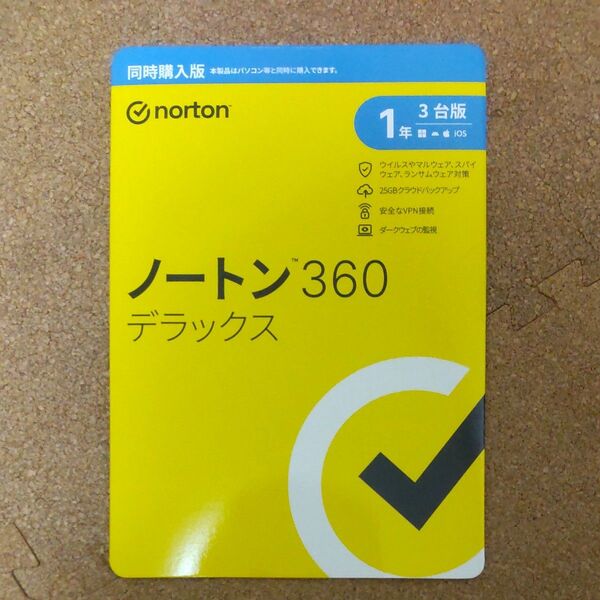 同時購入版 本製品はパソコン等と同時に購入できます。
norton™
1年 3台版
iOS
ウイルスやマルウェア、スパイ
ウェア、ランサムウェア対策
25GBクラウドバックアップ
安全なVPN接続
ダークウェブの監視
ノートン™ 360
デラックス